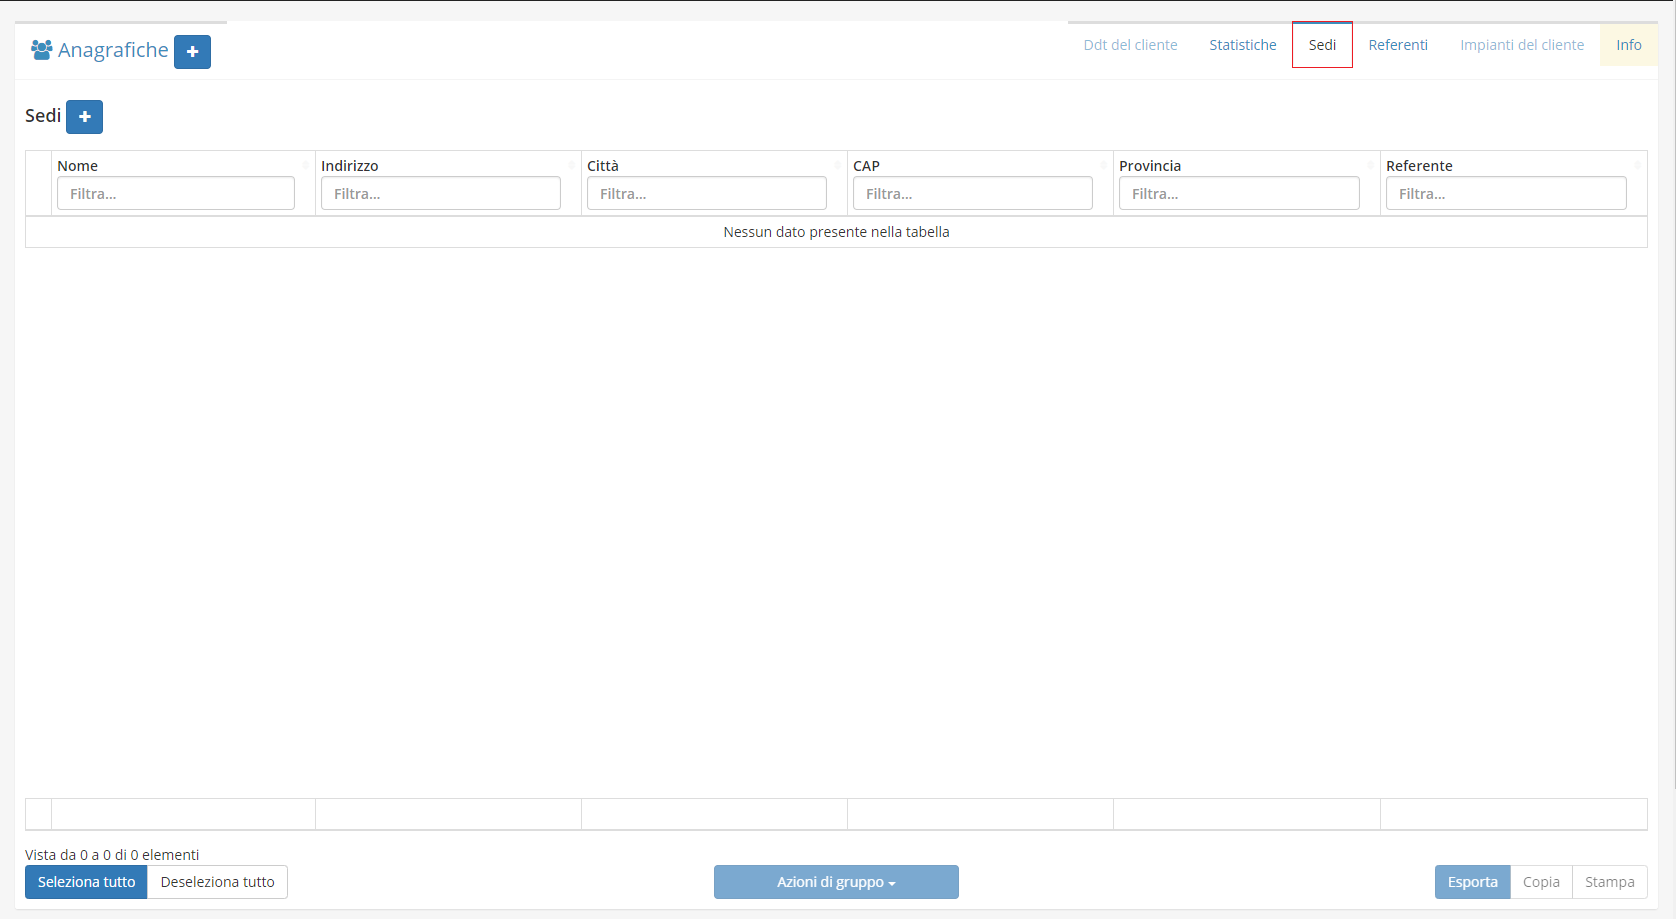 Anagrafiche
Ddt del cliente Statistiche Sedi Referenti Impianti del cliente Info
Sedi
Nome Indirizzo Città CAP Provincia Referente
Filtra... Filtra... Filtra... Filtra... Filtra... Filtra...
Nessun dato presente nella tabella
Vista da 0 a 0 di 0 elementi
Seleziona tutto Deseleziona tutto Azioni di gruppo Esporta Copia Stampa